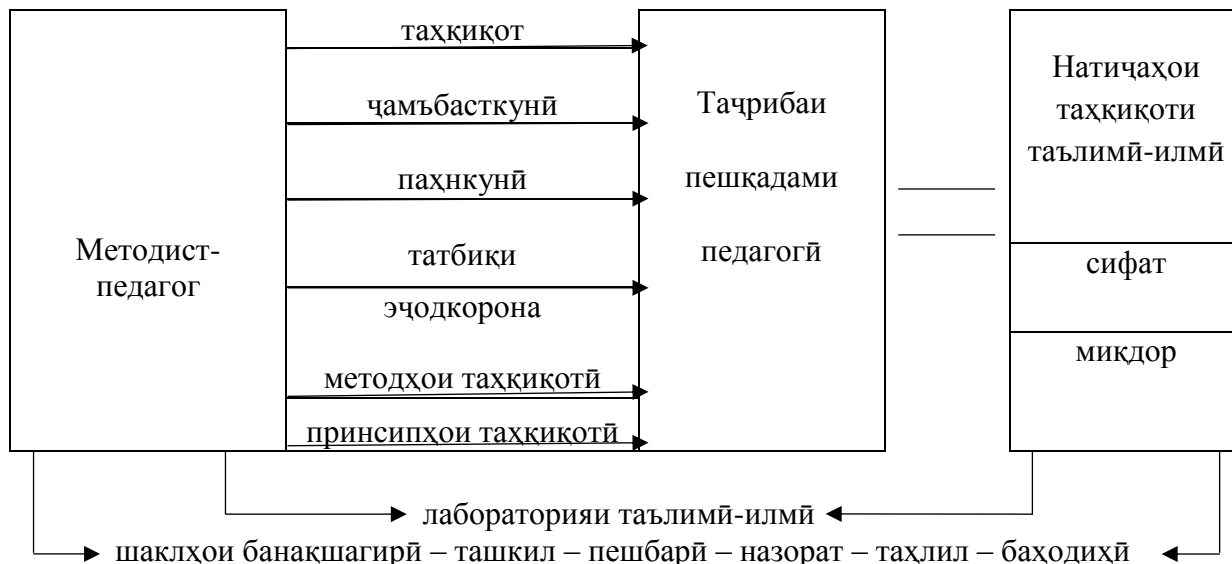 Методист-
педагог
таҳқиқот
ҷамъбасткунӣ
паҳнкунӣ
татбиқи
эҷодкорона
методҳои таҳқиқотӣ
принсипҳои таҳқиқотӣ
Таҷрибаи
пешқадами
педагогӣ
Натиҷаҳои
таҳқиқоти
таълимӣ-илмӣ
сифат
миқдор
лабораторияи таълимӣ-илмӣ
шаклҳои банақшагирӣ – ташкил – пешбарӣ – назорат – таҳлил – баҳодиҳӣ